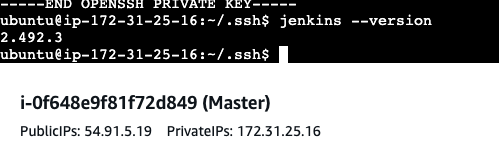 -----END OPENSSH PRIVATE KEY-----
ubuntu@ip-172-31-25-16:~/.ssh$ jenkins --version
2.492.3
ubuntu@ip-172-31-25-16:~/.ssh$
i-0f648e9f81f72d849 (Master)
PublicIPs: 54.91.5.19 PrivateIPs: 172.31.25.16